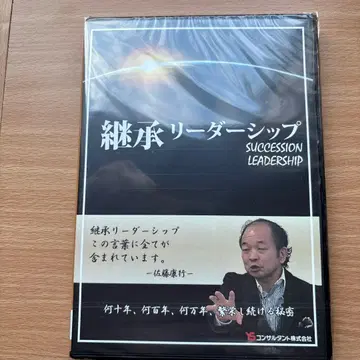 継承リーダーシップ
SUCCESSION
LEADERSHIP
継承リーダーシップ
この言葉に全てが
含まれています。
─佐藤康行─
何十年、何百年、何万年、繁栄し続ける秘密
YSコンサルタント株式会社